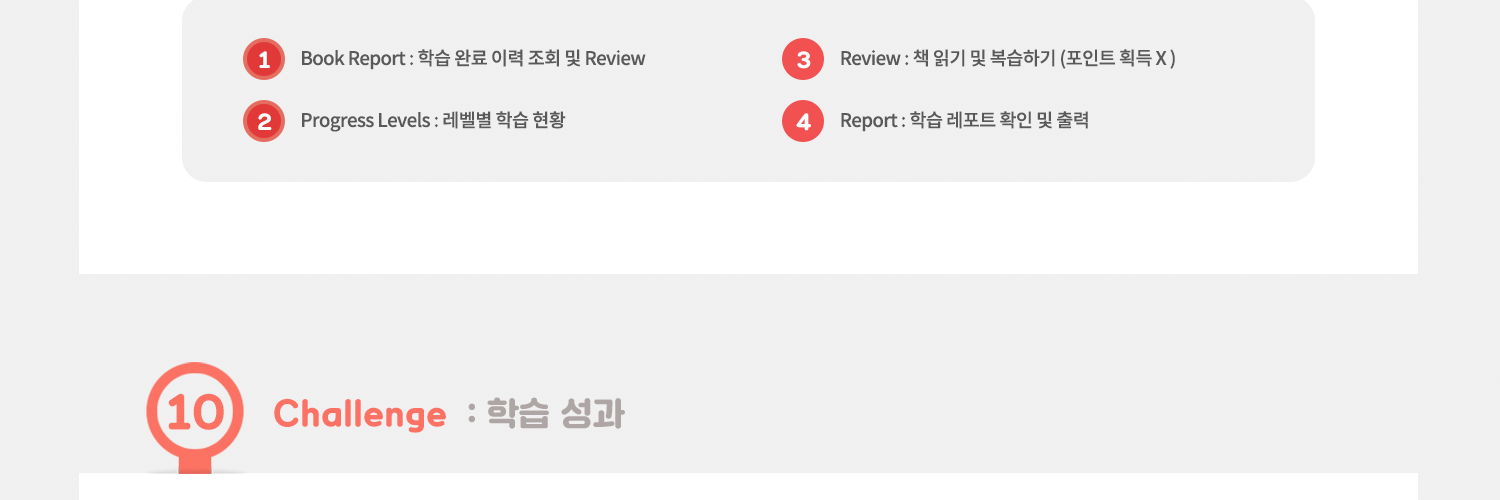 1 Book Report : 학습 완료 이력 조회 및 Review
2 Progress Levels : 레벨별 학습 현황
3 Review : 책 읽기 및 복습하기 (포인트 획득 X )
4 Report : 학습 레포트 확인 및 출력
10 Challenge : 학습 성과